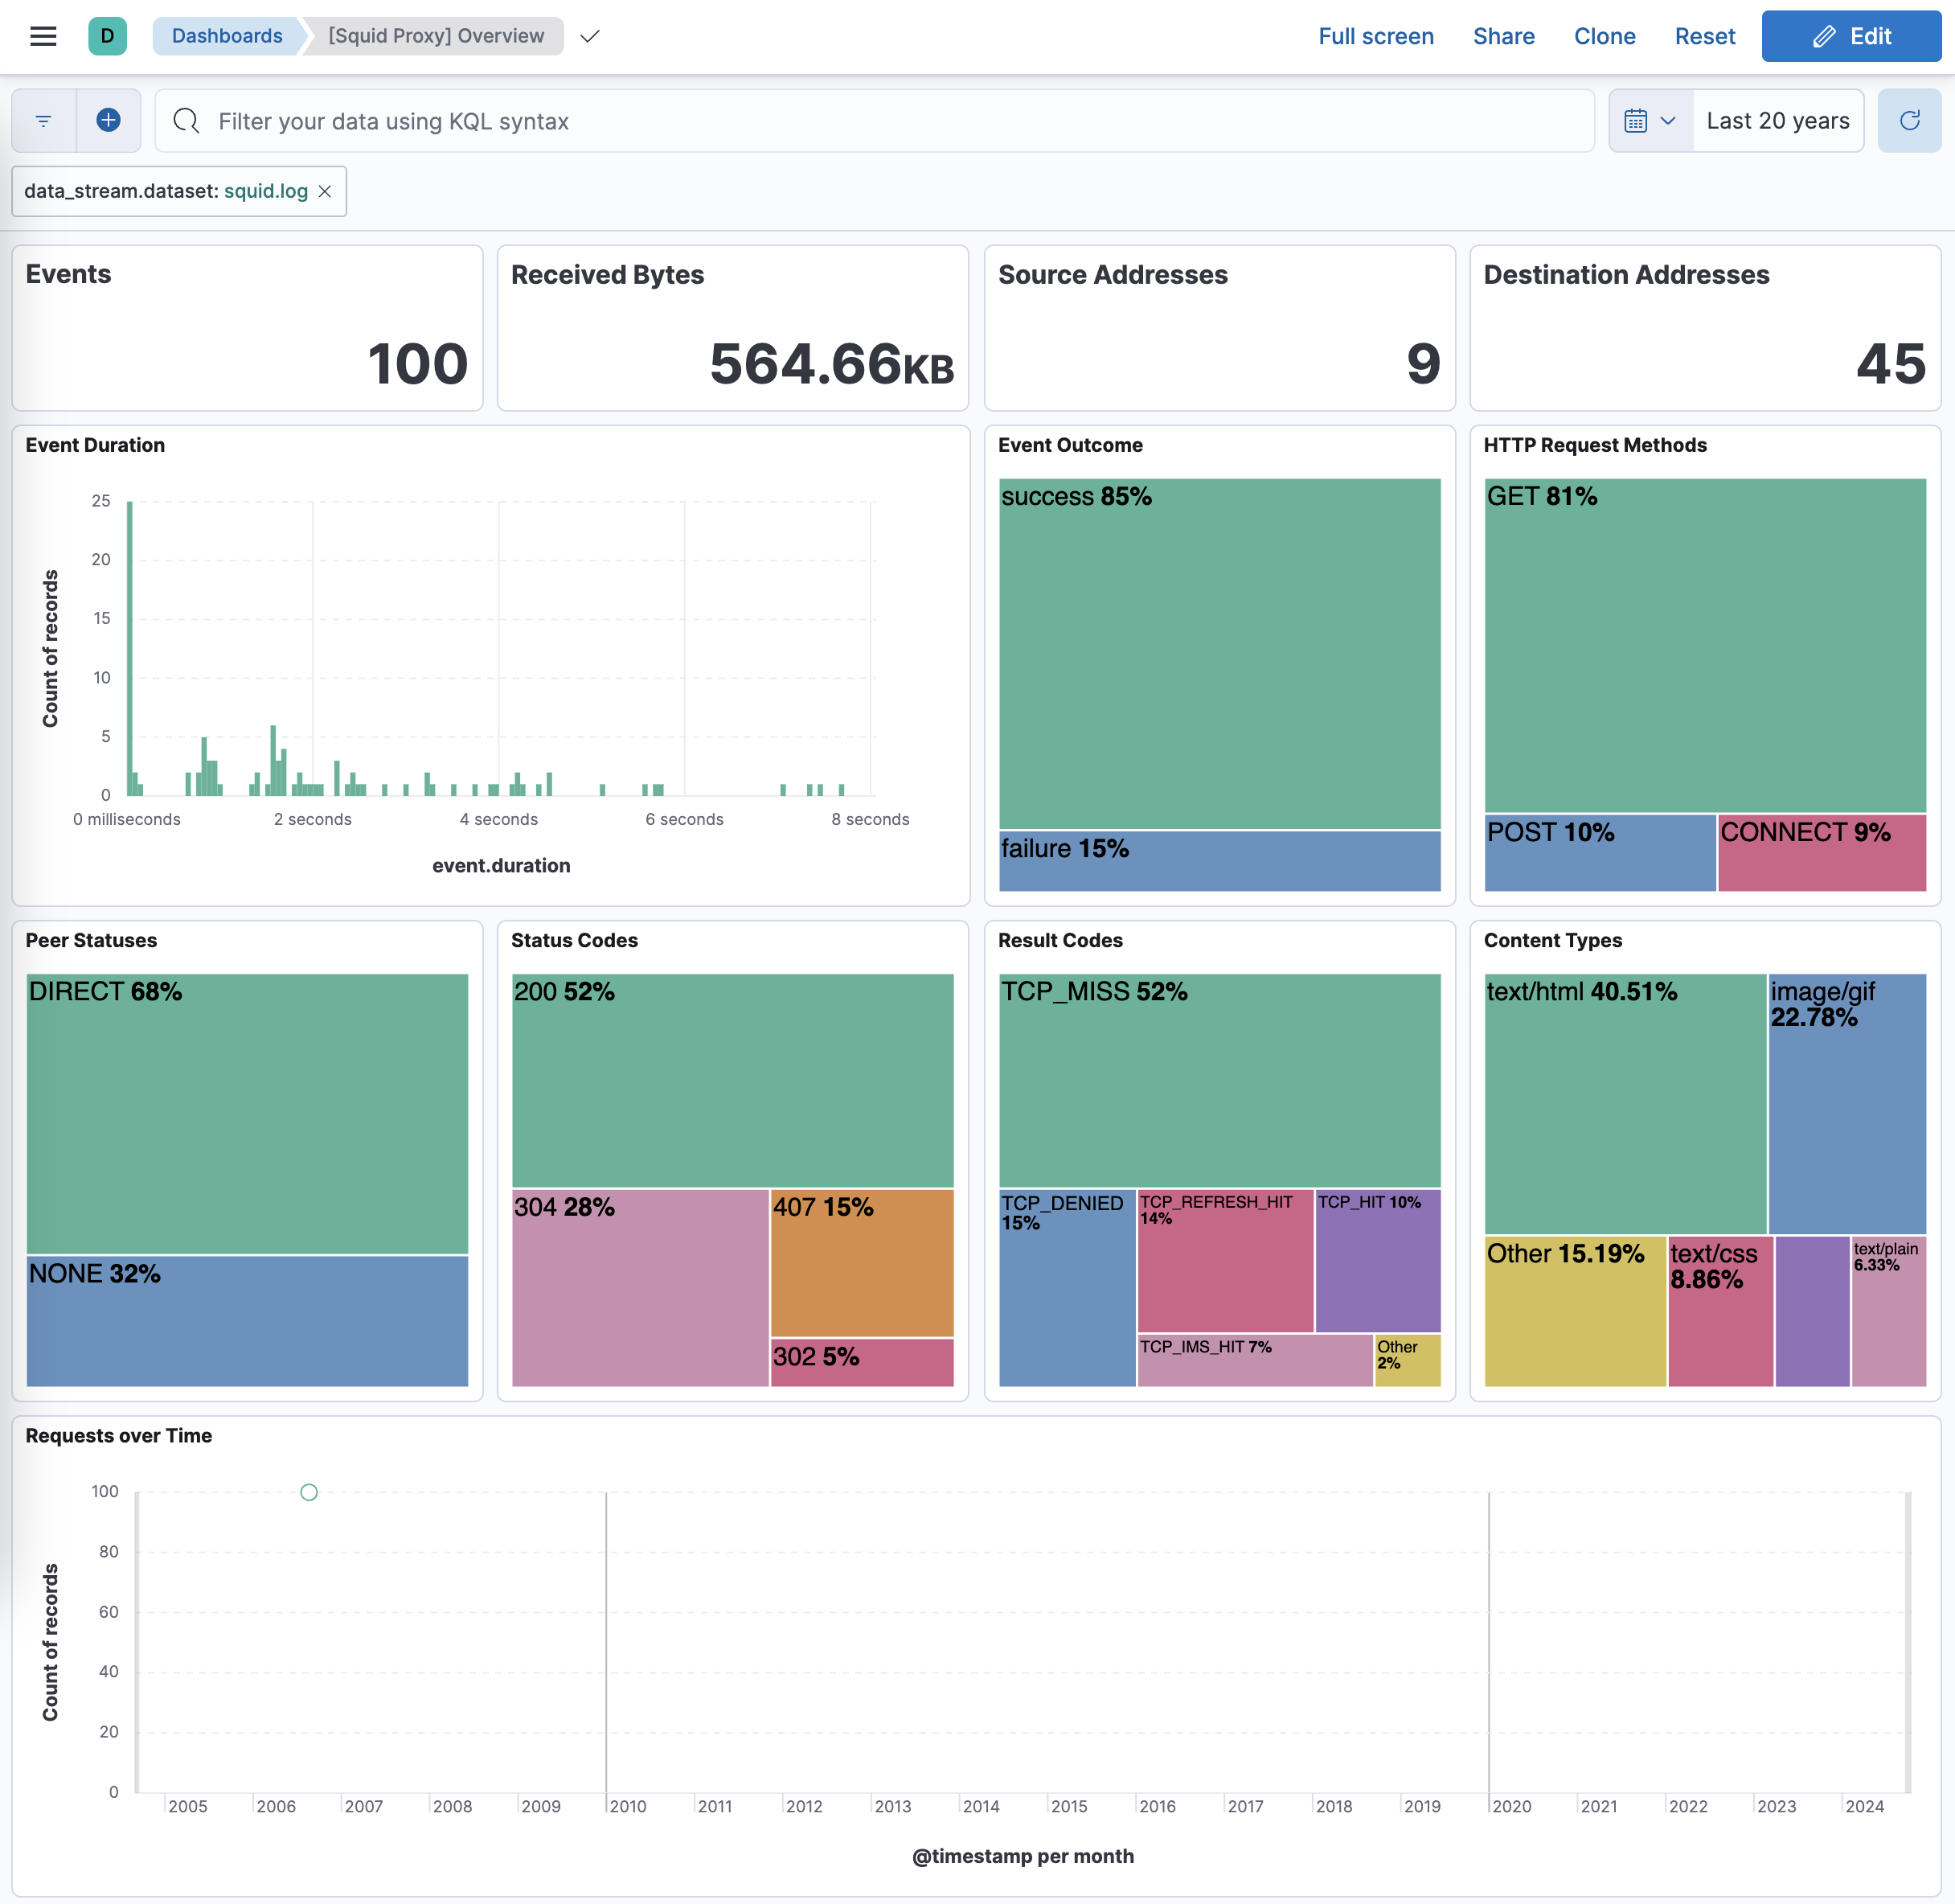 D
Dashboards
[Squid Proxy] Overview
Full screen
Share
Clone
Reset
Edit
Filter your data using KQL syntax
Last 20 years
data_stream.dataset: squid.log
Events
100
Received Bytes
564.66KB
Source Addresses
9
Destination Addresses
45
Event Duration
25
20
15
10
5
0
Count of records
0 milliseconds
2 seconds
4 seconds
6 seconds
8 seconds
event.duration
Event Outcome
success 85%
failure 15%
HTTP Request Methods
GET 81%
POST 10%
CONNECT 9%
Peer Statuses
DIRECT 68%
NONE 32%
Status Codes
200 52%
304 28%
407 15%
302 5%
Result Codes
TCP_MISS 52%
TCP_DENIED
15%
TCP_REFRESH_HIT
14%
TCP_HIT 10%
TCP_IMS_HIT 7%
Other
2%
Content Types
text/html 40.51%
image/gif
22.78%
Other 15.19%
text/css
8.86%
text/plain
6.33%
Requests over Time
100
80
60
40
20
0
Count of records
2005
2006
2007
2008
2009
2010
2011
2012
2013
2014
2015
2016
2017
2018
2019
2020
2021
2022
2023
2024
@timestamp per month